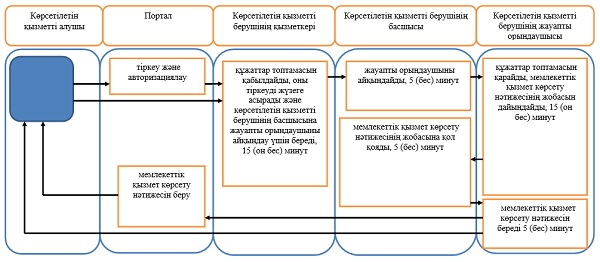 Көрсетілетін
қызметті алушы
Портал
Көрсетілетін қызметті
берушінің қызметкері
Көрсетілетін қызметті берушінің
басшысы
Көрсетілетін қызметті
берушінің жауапты
орындаушысы
тіркеу және
авторизациялау
құжаттар топтамасын
қабылдайды, оны
тіркеуді жүзеге
асырады және
көрсетілетін қызметті
берушінің басшысына
жауапты орындаушыны
айқындау үшін береді,
15 (он бес) минут
жауапты орындаушыны
айқындайды, 5 (бес) минут
құжаттар топтамасын
қарайды, мемлекеттік
қызмет көрсету
нәтижесінің жобасын
дайындайды, 15 (он
бес) минут
мемлекеттік қызмет көрсету
нәтижесінің жобасына қол
қояды, 5 (бес) минут
мемлекеттік
қызмет көрсету
нәтижесін беру
мемлекеттік қызмет
көрсету нәтижесін
береді 5 (бес) минут